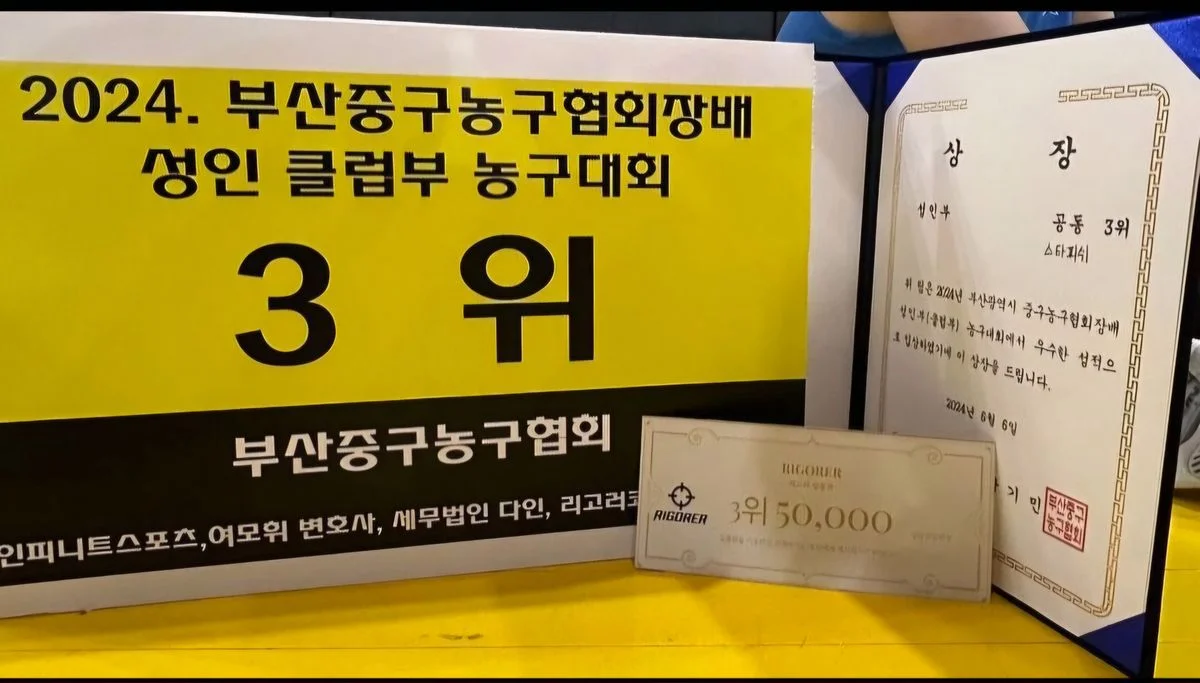 2024. 부산중구농구협회장배
성인 클럽부 농구대회
3 위
부산중구농구협회
인피니트스포츠,여모휘 변호사, 세무법인 다인, 리고러
RIGORER
RIGORER
3위 50,000
상 장
성인부
공동 3위
스타피쉬
위 팀은 2024년 부산광역시 중구농구협회장배
성인부(클럽부) 농구대회에서 우수한 성적으
로 입상하였기에 이 상장을 드립니다.
2024년 6월 6일
기 민
부산중구
농구협회